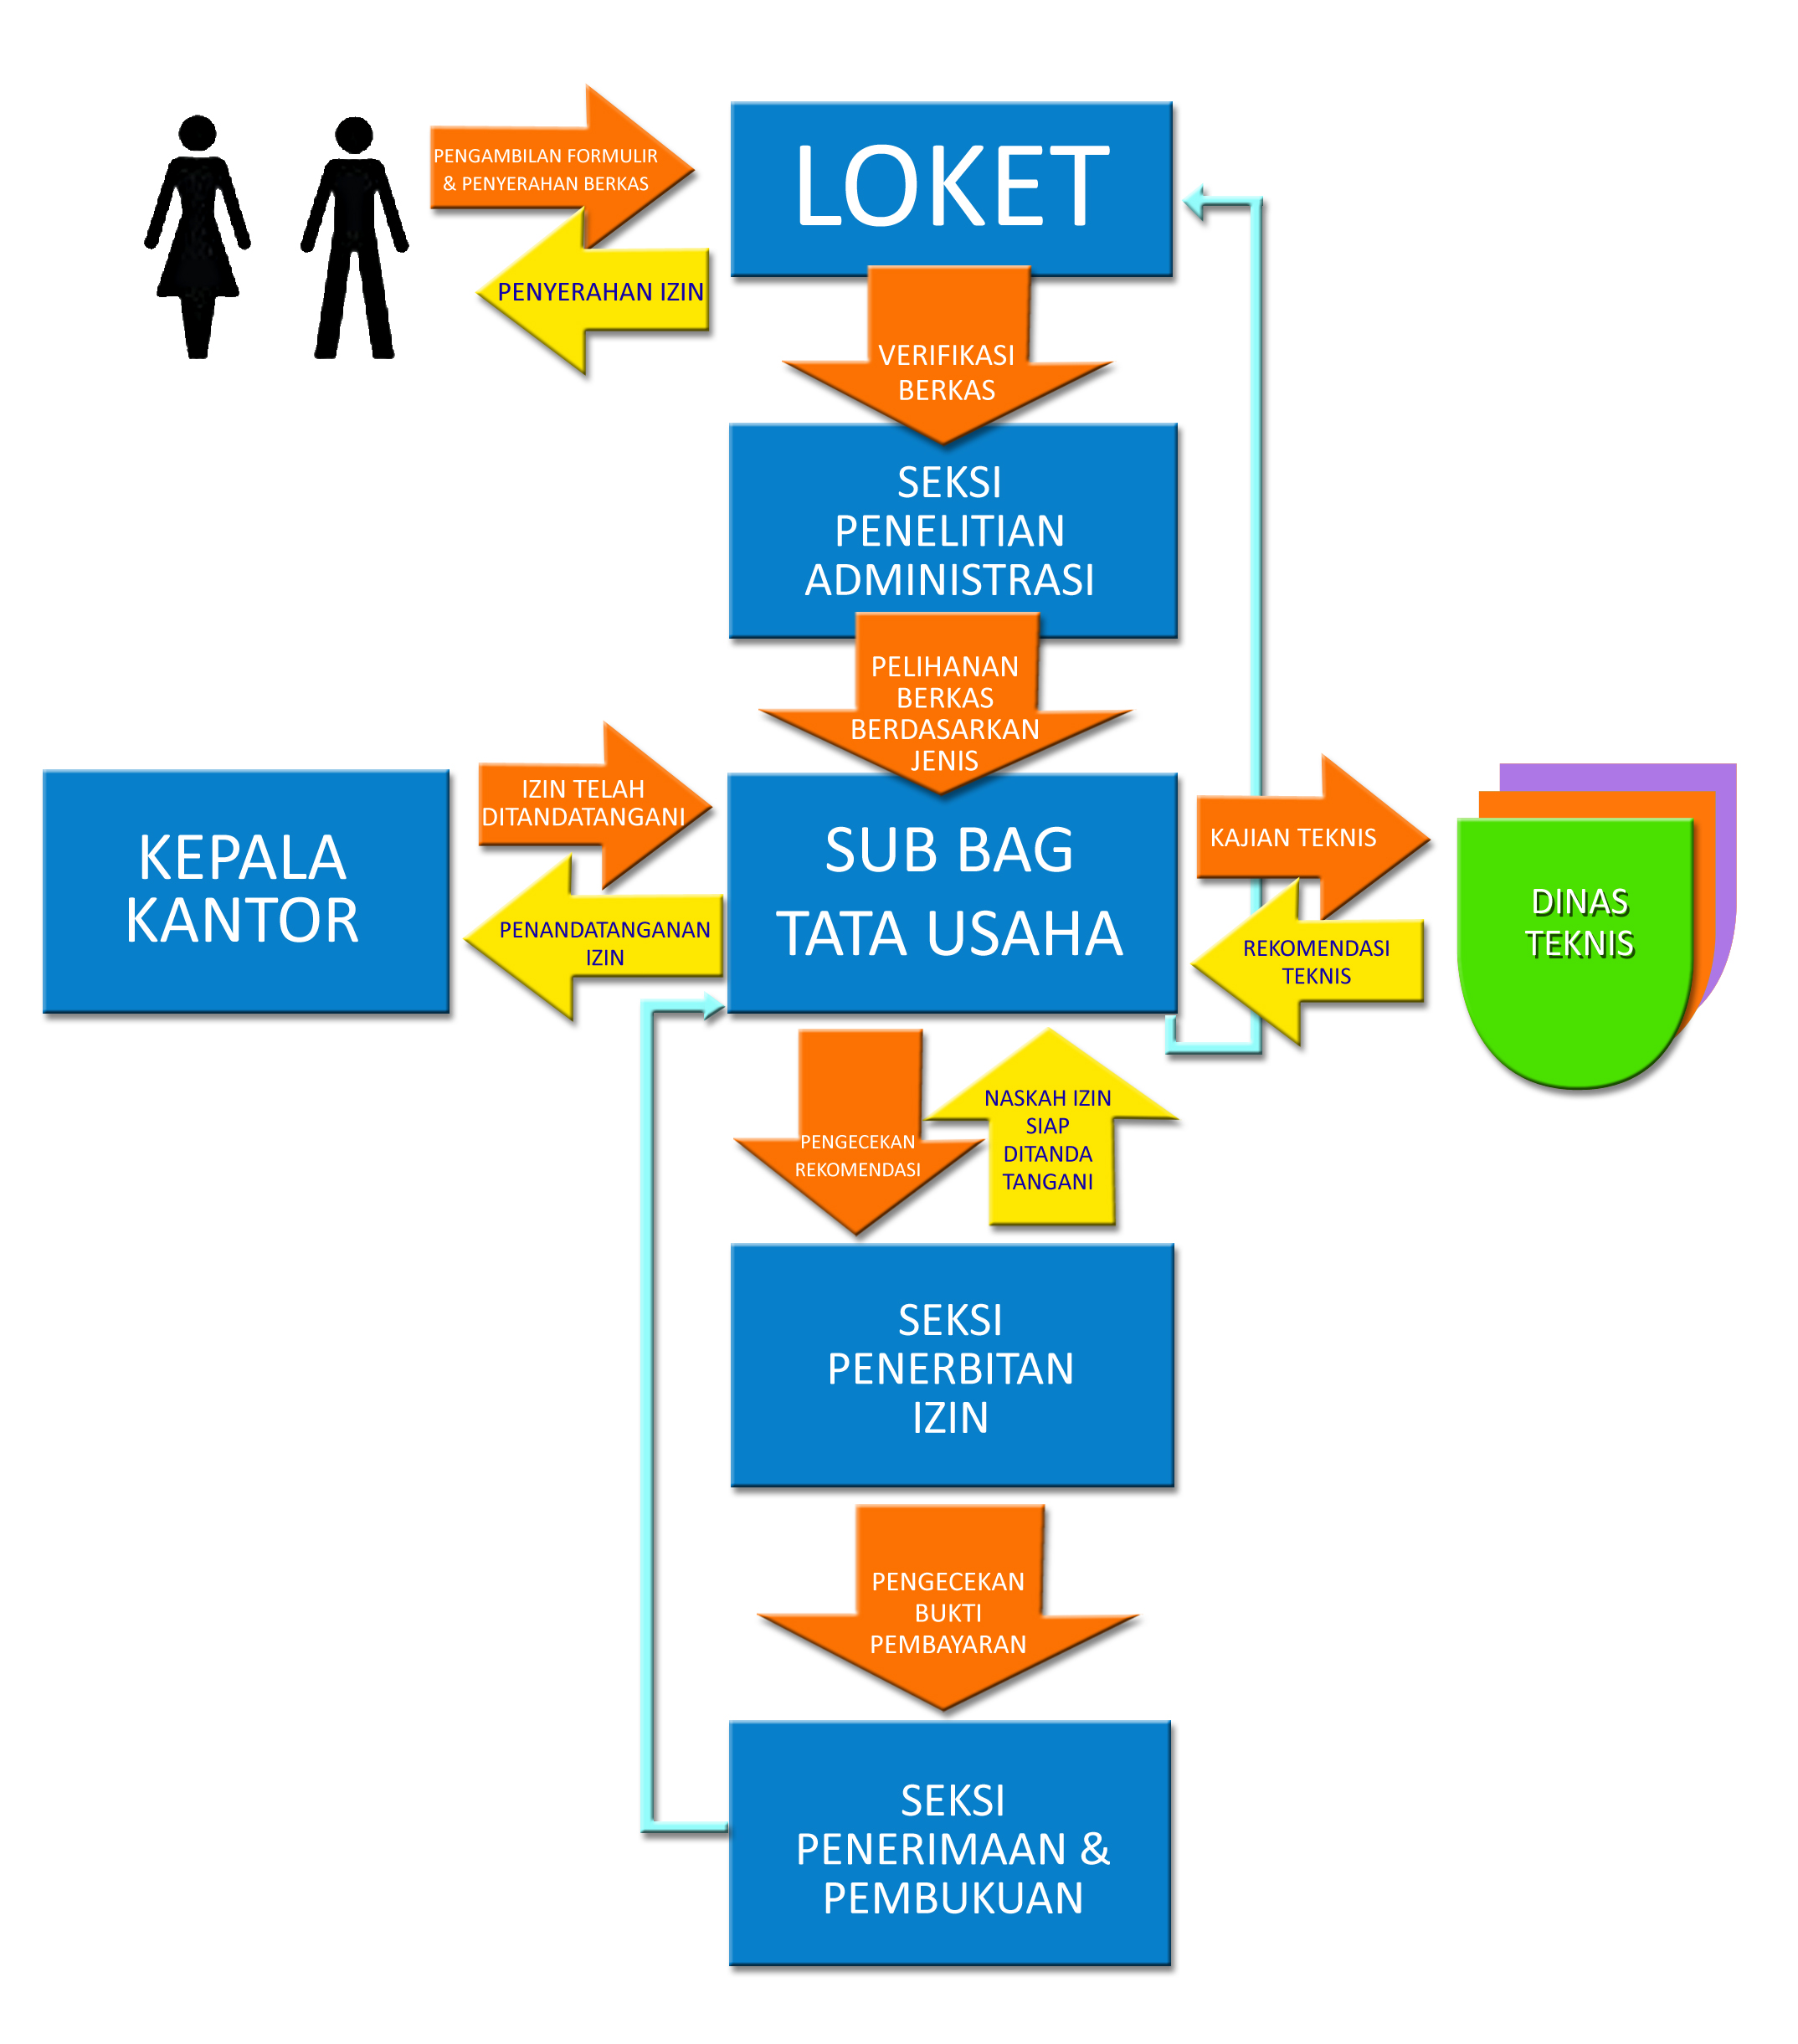 PENGAMBILAN FORMULIR
& PENYERAHAN BERKAS
LOKET
PENYERAHAN IZIN
VERIFIKASI
BERKAS
SEKSI
PENELITIAN
ADMINISTRASI
PELIHANAN
BERKAS
BERDASARKAN
JENIS
KEPALA
KANTOR
IZIN TELAH
DITANDATANGANI
PENANDATANGANAN
IZIN
SUB BAG
TATA USAHA
KAJIAN TEKNIS
REKOMENDASI
TEKNIS
DINAS
TEKNIS
PENGECEKAN
REKOMENDASI
NASKAH IZIN
SIAP
DITANDA
TANGANI
SEKSI
PENERBITAN
IZIN
PENGECEKAN
BUKTI
PEMBAYARAN
SEKSI
PENERIMAAN &
PEMBUKUAN